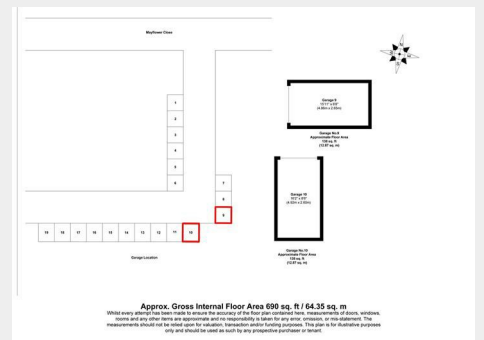 Mayflower Close
1
2
3
4
5
6
7
8
9
19 18 17 16 15 14 13 12 11 10
Garage Location
Garage 9
Garage No.9
Approximate Floor Area
(12.87 sq. m)
Garage 10
Garage No.10
Approximate Floor Area
(12.87 sq. m)
Approx. Gross Internal Floor Area 690 sq. ft / 64.35 sq. m
Whilst every attempt has been made to ensure the accuracy of the floor plan contained here, measurements of doors, windows,
rooms and any other items are approximate and no responsibility is taken for any error, omission, or mis-statement. The
measurements should not be relied upon for valuation, transaction and/or funding purposes. This plan is for illustrative purposes
only and should be used as such by any prospective purchaser or tenant.